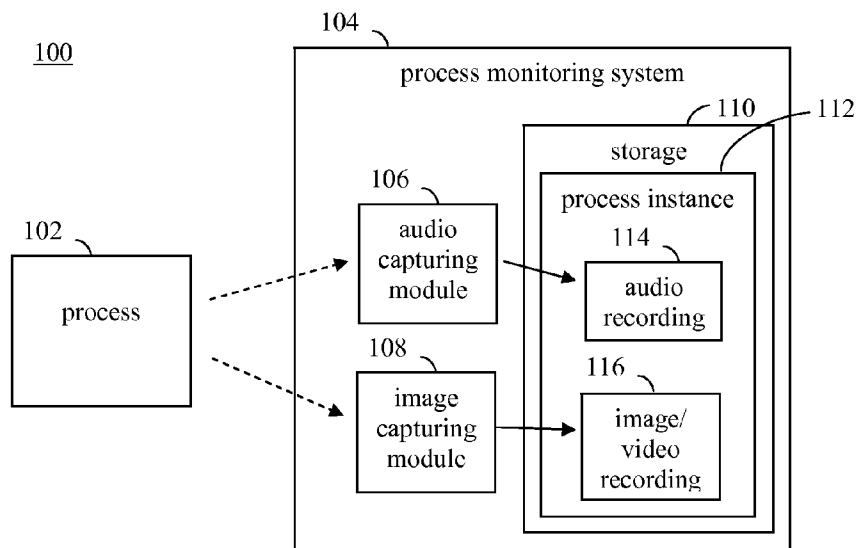 100
104
process monitoring system
110
112
storage
process instance
106
audio
capturing
module
114
audio
recording
102
process
108
image
capturing
module
116
image/
video
recording